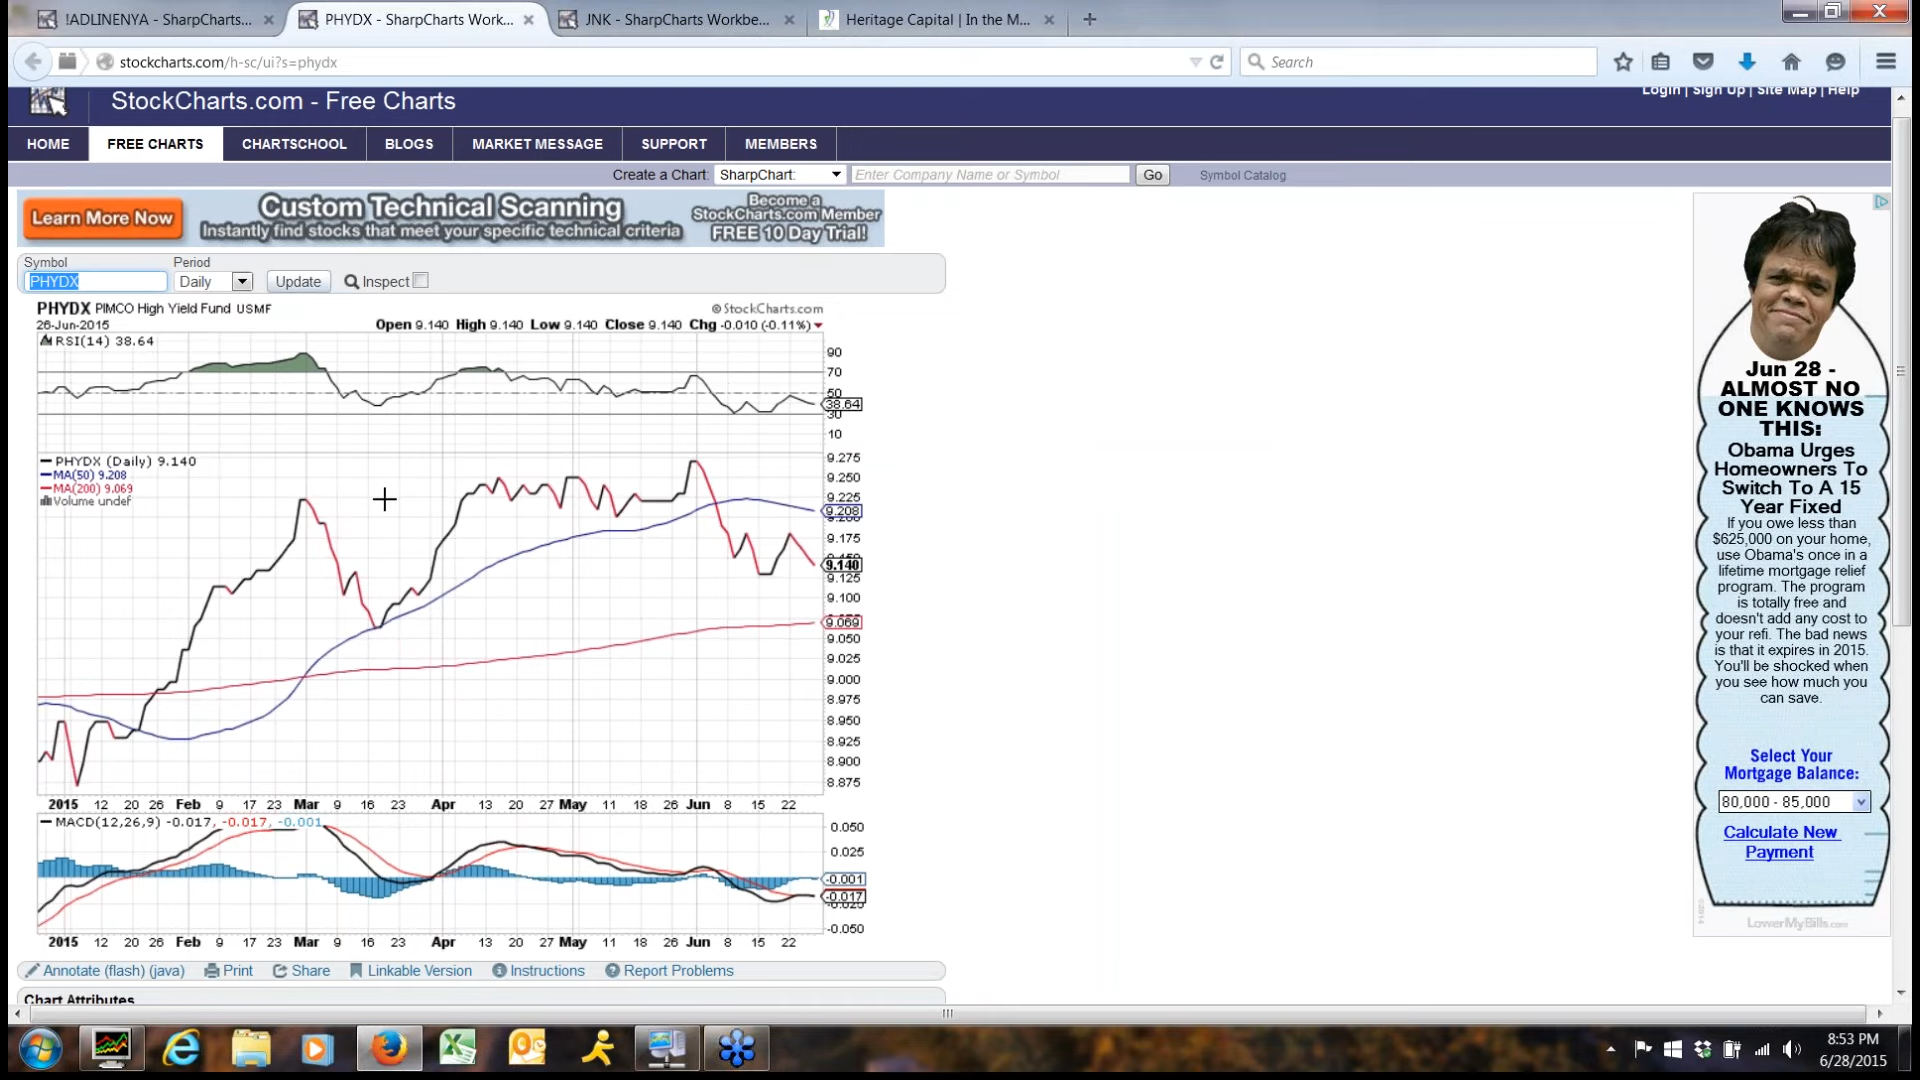 !ADLINENYA - SharpCharts...
PHYDX - SharpCharts Work...
JNK - SharpCharts Workbe...
Heritage Capital | In the M...
stockcharts.com/h-sc/ui?s=phydx
Search
StockCharts.com - Free Charts
Login | Sign Up | Site Map | Help
HOME FREE CHARTS CHARTSCHOOL BLOGS MARKET MESSAGE SUPPORT MEMBERS
Create a Chart: SharpChart: Enter Company Name or Symbol Go Symbol Catalog
Learn More Now
Custom Technical Scanning
Instantly find stocks that meet your specific technical criteria
Become a
StockCharts.com Member
FREE 10 Day Trial!
Symbol Period
PHYDX Daily Update Inspect
PHYDX PIMCO High Yield Fund USMF
© StockCharts.com
26-Jun-2015 Open 9.140 High 9.140 Low 9.140 Close 9.140 Chg -0.010 (-0.11%)
RSI(14) 38.64
90
70
50
38.64
30
10
PHYDX (Daily) 9.140
MA(50) 9.208
MA(200) 9.069
Volume undef
9.275
9.250
9.225
9.208
9.175
9.140
9.125
9.100
9.069
9.050
9.025
9.000
8.975
8.950
8.925
8.900
8.875
2015 12 20 26 Feb 9 17 23 Mar 9 16 23 Apr 13 20 27 May 11 18 26 Jun 8 15 22
MACD(12,26,9) -0.017, -0.017, -0.001
0.050
0.025
-0.001
-0.017
-0.050
2015 12 20 26 Feb 9 17 23 Mar 9 16 23 Apr 13 20 27 May 11 18 26 Jun 8 15 22
Annotate (flash) (java) Print Share Linkable Version Instructions Report Problems
Chart Attributes
Jun 28 -
ALMOST NO
ONE KNOWS
THIS:
Obama Urges
Homeowners To
Switch To A 15
Year Fixed
If you owe less than
$625,000 on your home,
use Obama's once in a
lifetime mortgage relief
program. The program
is totally free and
doesn't add any cost to
your refi. The bad news
is that it expires in 2015.
You'll be shocked when
you see how much you
can save.
Select Your
Mortgage Balance:
80,000 - 85,000
Calculate New
Payment
©2014
LowerMyBills.com
8:53 PM
6/28/2015